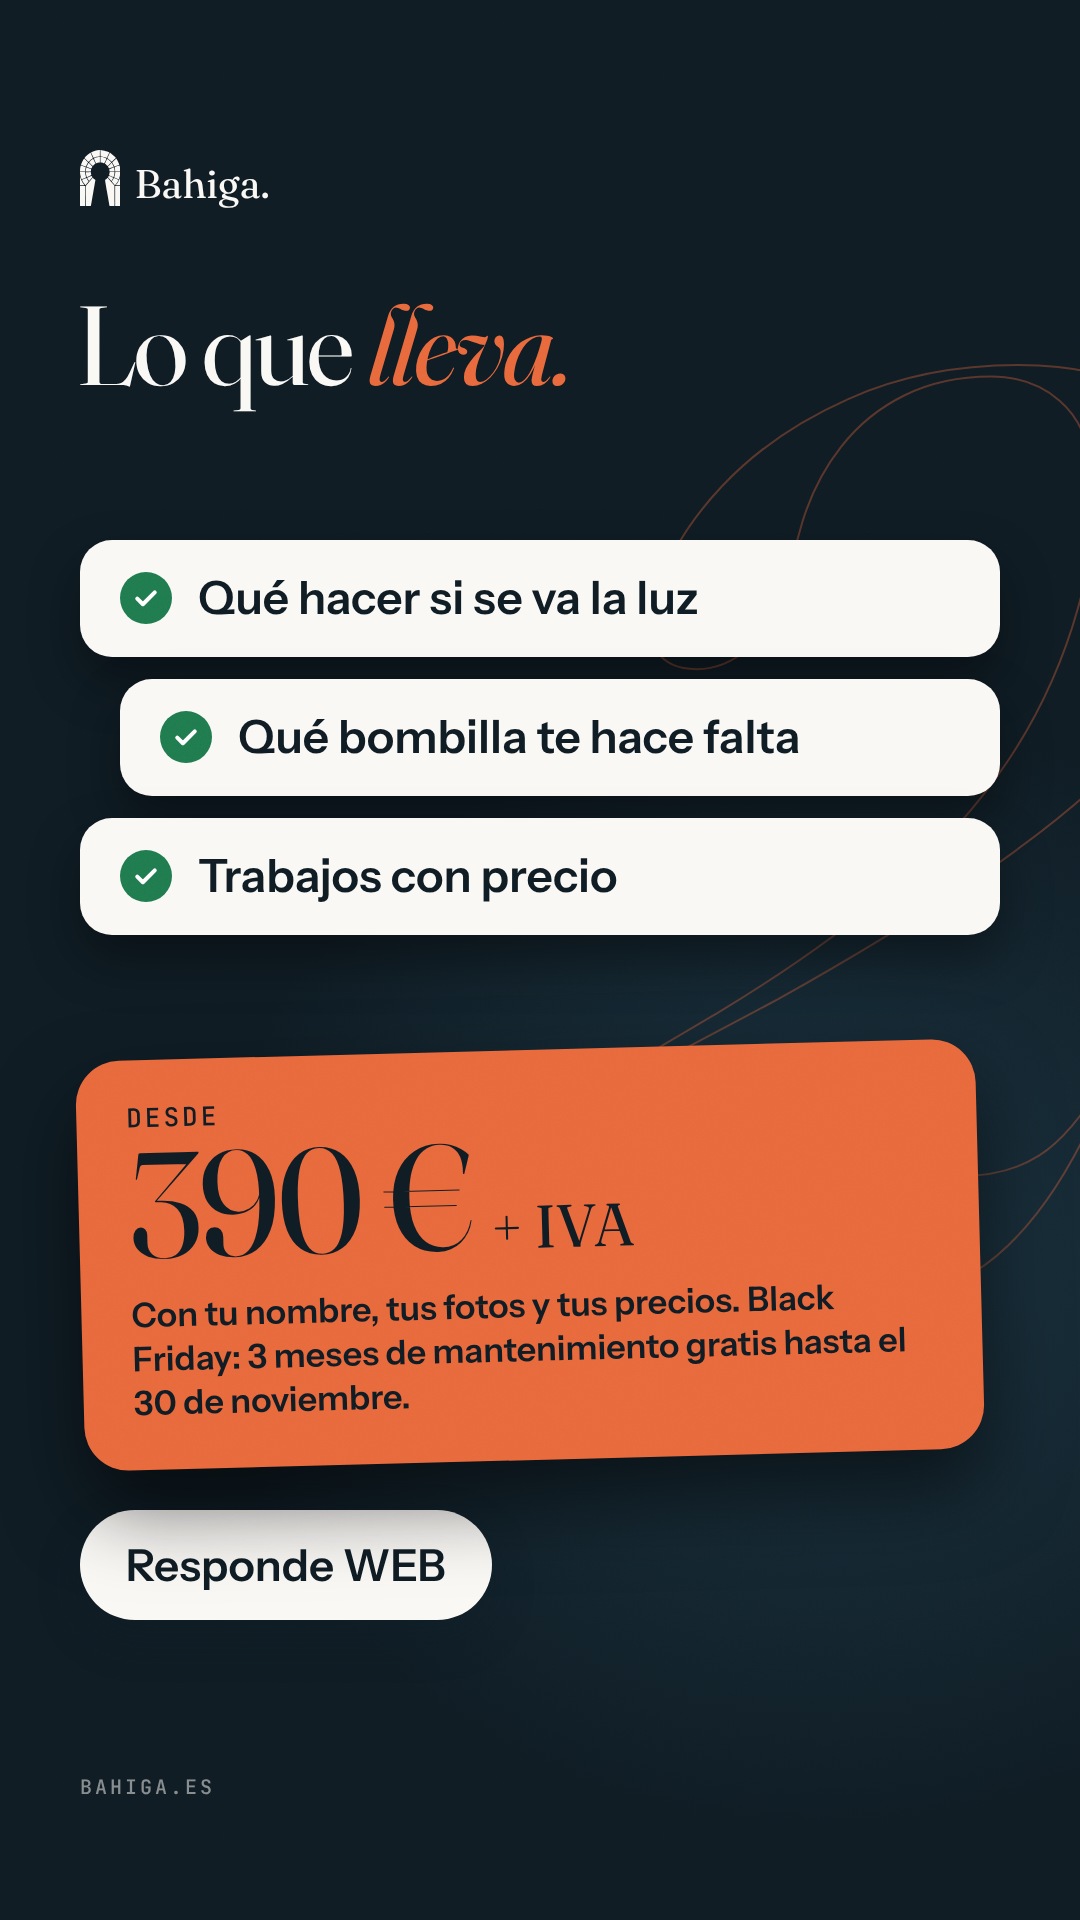 Bahiga.
Lo que lleva.
Qué hacer si se va la luz
Qué bombilla te hace falta
Trabajos con precio
DESDE
390 € + IVA
Con tu nombre, tus fotos y tus precios. Black
Friday: 3 meses de mantenimiento gratis hasta el
30 de noviembre.
Responde WEB
BAHIGA.ES